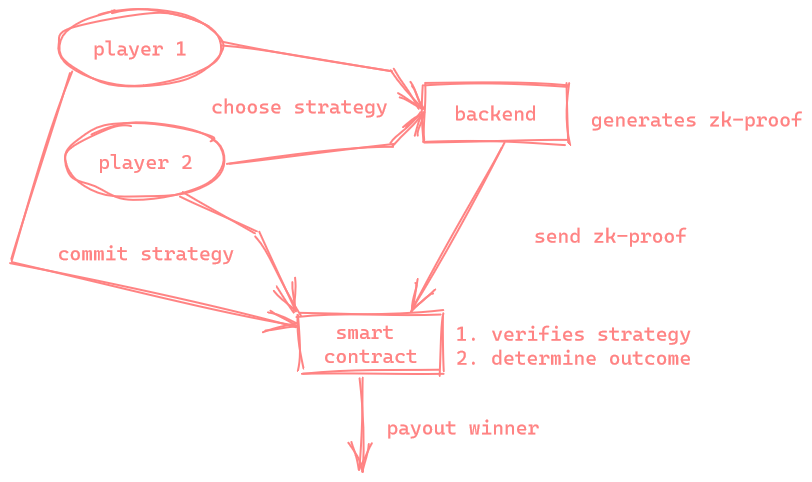 player 1
choose strategy
backend
generates zk-proof
player 2
send zk-proof
commit strategy
smart
contract
1. verifies strategy
2. determine outcome
payout winner